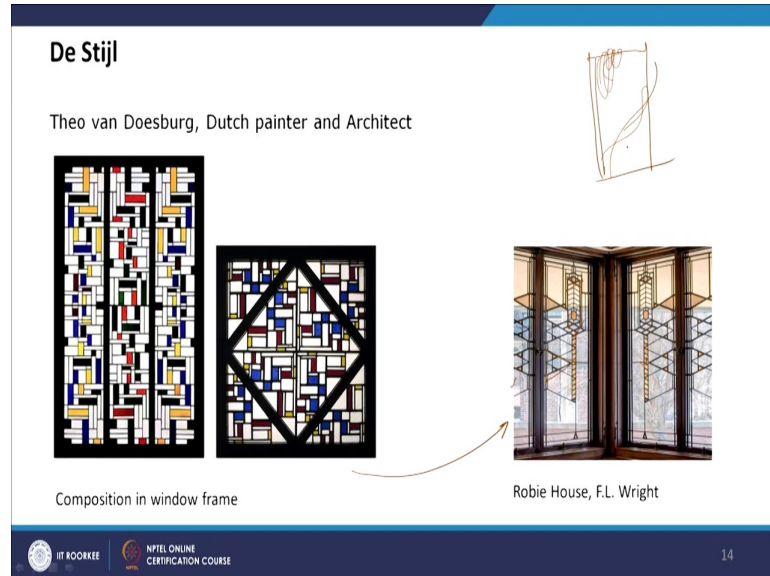 De Stijl
Theo van Doesburg, Dutch painter and Architect
Composition in window frame
Robie House, F.L. Wright
IIT ROORKEE
NPTEL ONLINE
CERTIFICATION COURSE
14